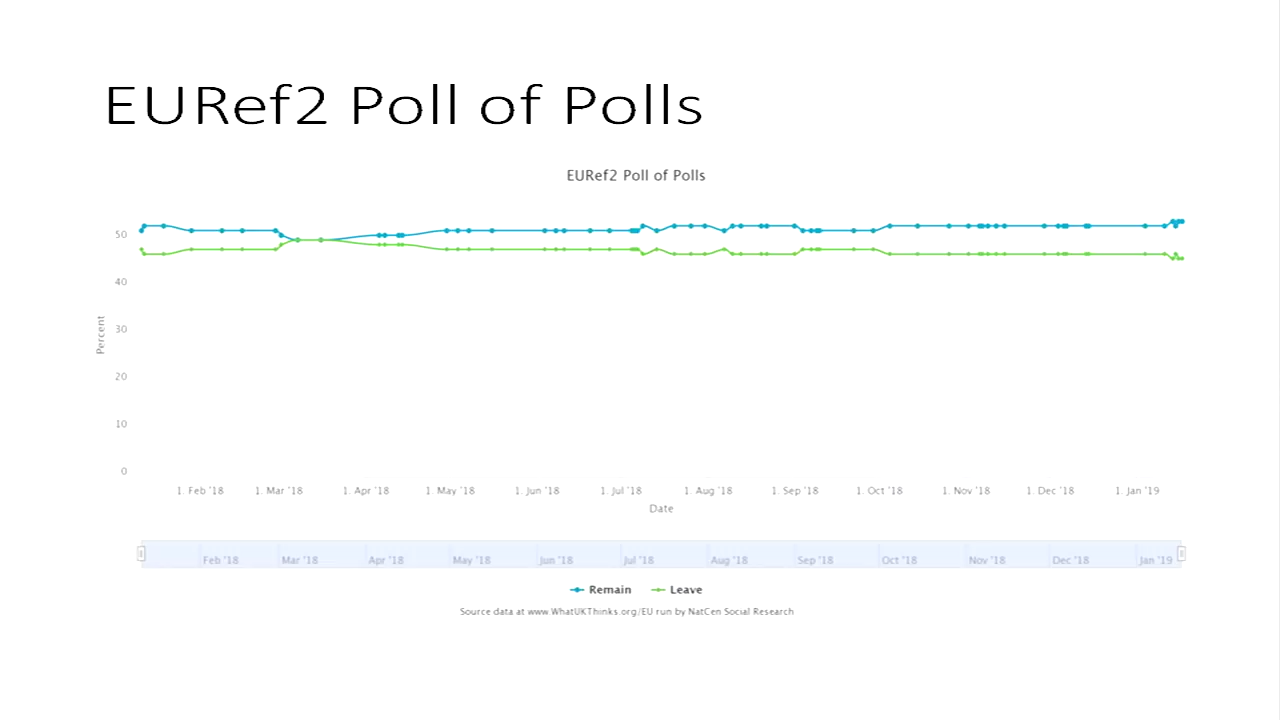 EURef2 Poll of Polls
EURef2 Poll of Polls
50
40
30
20
10
0
Percent
1. Feb '18 1. Mar '18 1. Apr '18 1. May '18 1. Jun '18 1. Jul '18 1. Aug '18 1. Sep '18 1. Oct '18 1. Nov '18 1. Dec '18 1. Jan '19
Date
Feb '18 Mar '18 Apr '18 May '18 Jun '18 Jul '18 Aug '18 Sep '18 Oct '18 Nov '18 Dec '18 Jan '19
Remain Leave
Source data at www.WhatUKThinks.org/EU run by NatCen Social Research